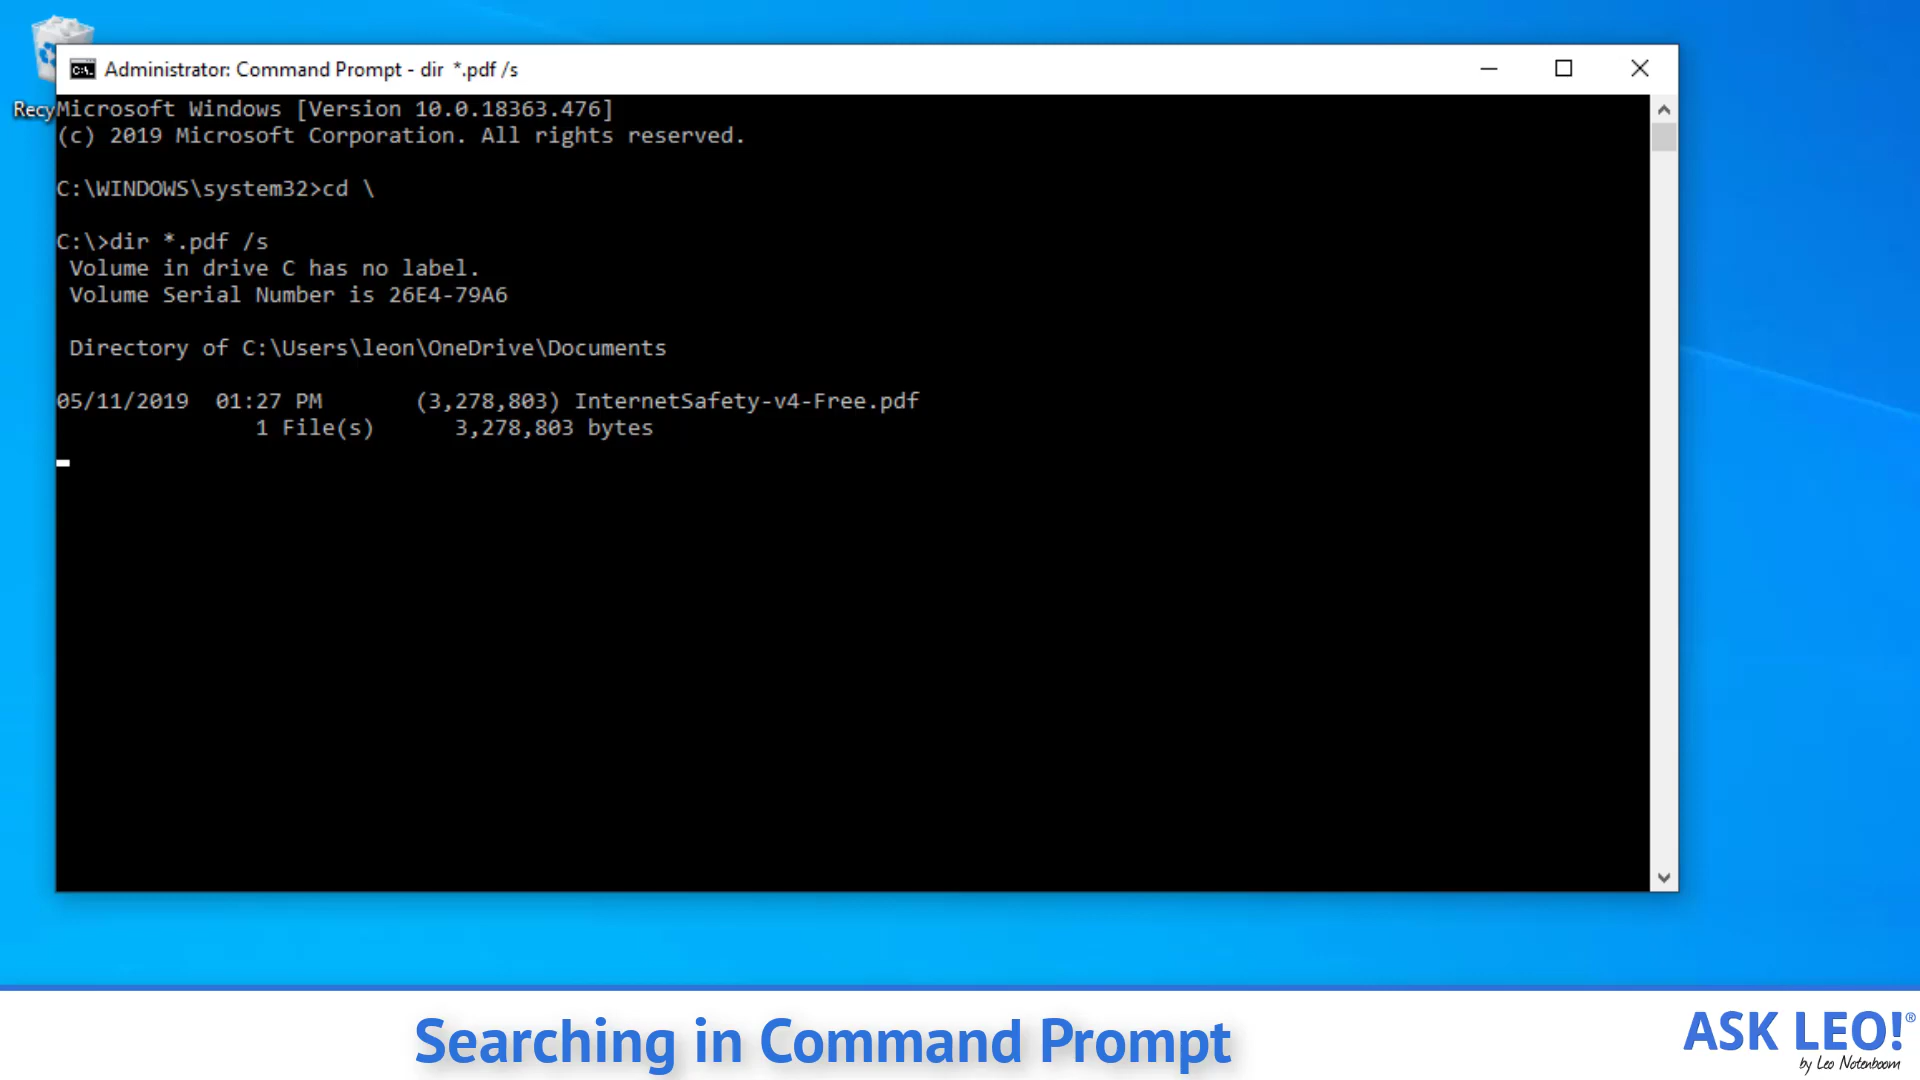 Administrator: Command Prompt - dir  *.pdf /s
Recy
Microsoft Windows [Version 10.0.18363.476]
(c) 2019 Microsoft Corporation. All rights reserved.
C:\WINDOWS\system32>cd \
C:\>dir *.pdf /s
 Volume in drive C has no label.
 Volume Serial Number is 26E4-79A6
 Directory of C:\Users\leon\OneDrive\Documents
05/11/2019  01:27 PM       (3,278,803) InternetSafety-v4-Free.pdf
               1 File(s)      3,278,803 bytes
Searching in Command Prompt
ASK LEO!®
by Leo Notenboom